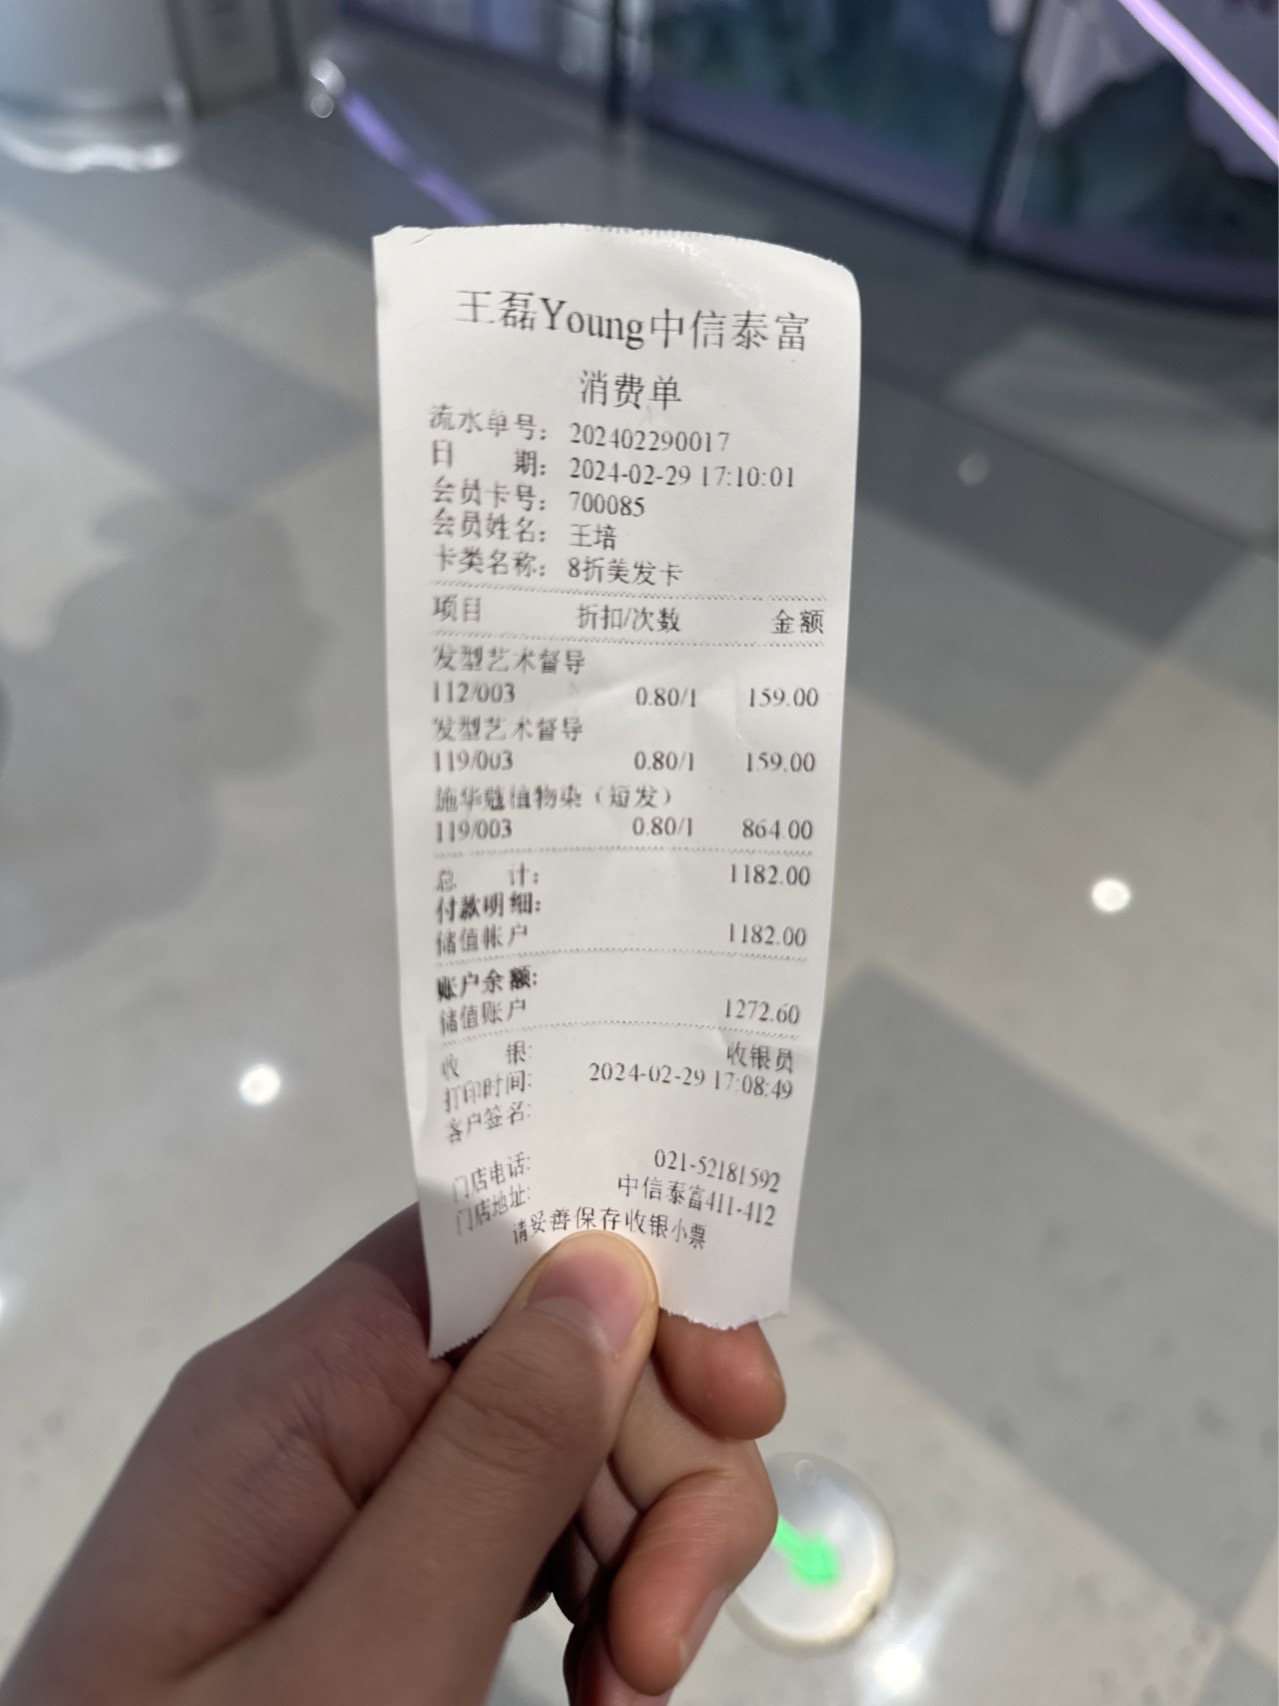 王磊Young中信泰富
消费单
流水单号: 202402290017
日 期: 2024-02-29 17:10:01
会员卡号: 700085
会员姓名: 王培
卡类名称: 8折美发卡
项目 折扣/次数 金额
发型艺术督导
112/003 0.80/1 159.00
发型艺术督导
119/003 0.80/1 159.00
施华蔻植物染（短发）
119/003 0.80/1 864.00
总 计: 1182.00
付款明细:
储值帐户 1182.00
账户余额:
储值账户 1272.60
收 银: 收银员
打印时间: 2024-02-29 17:08:49
客户签名:
门店电话: 021-52181592
门店地址: 中信泰富411-412
请妥善保存收银小票